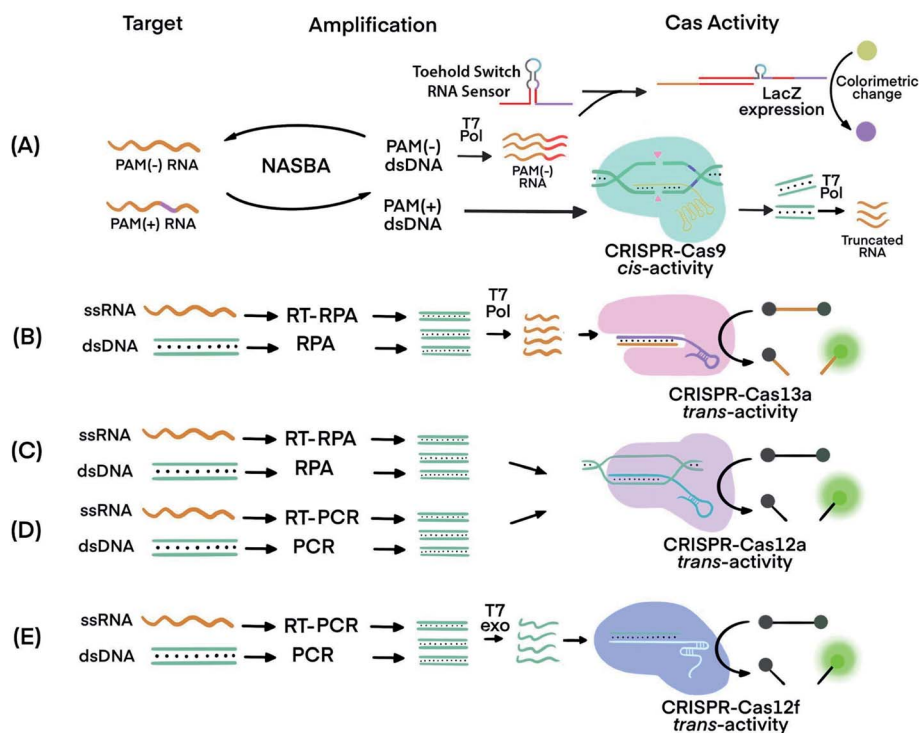 Target
Amplification
Cas Activity
(A)
Toehold Switch
RNA Sensor
LacZ
expression
Colorimetric
change
PAM(-) RNA
NASBA
PAM(-)
dsDNA
T7
Pol
PAM(-)
RNA
PAM(+) RNA
PAM(+)
dsDNA
CRISPR-Cas9
cis-activity
T7
Pol
Truncated
RNA
(B)
ssRNA
RT-RPA
dsDNA
RPA
T7
Pol
CRISPR-Cas13a
trans-activity
(C)
ssRNA
RT-RPA
dsDNA
RPA
(D)
ssRNA
RT-PCR
dsDNA
PCR
CRISPR-Cas12a
trans-activity
(E)
ssRNA
RT-PCR
dsDNA
PCR
T7
exo
CRISPR-Cas12f
trans-activity